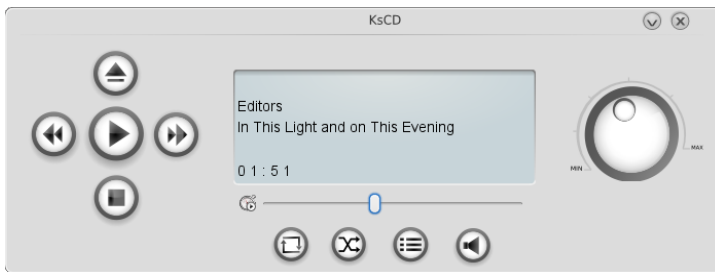 KsCD
Editors
In This Light and on This Evening
01:51
MIN
MAX